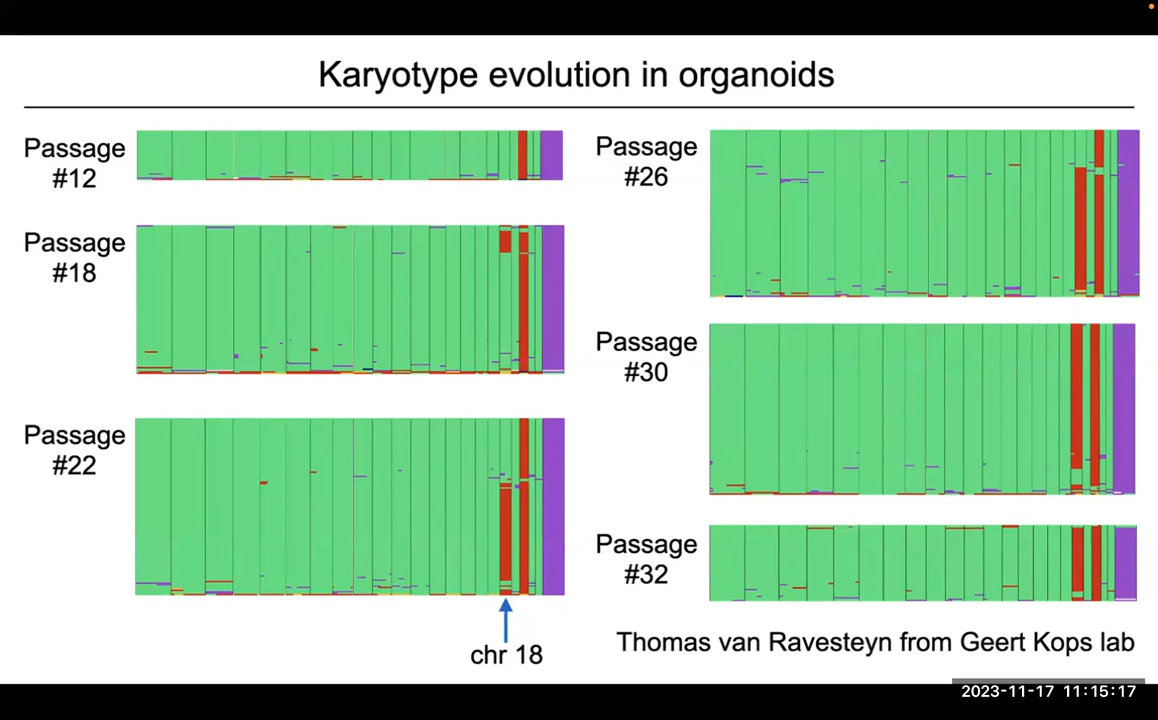 Karyotype evolution in organoids
Passage
#12
Passage
#18
Passage
#22
chr 18
Passage
#26
Passage
#30
Passage
#32
Thomas van Ravesteyn from Geert Kops lab
2023-11-17 11:15:17